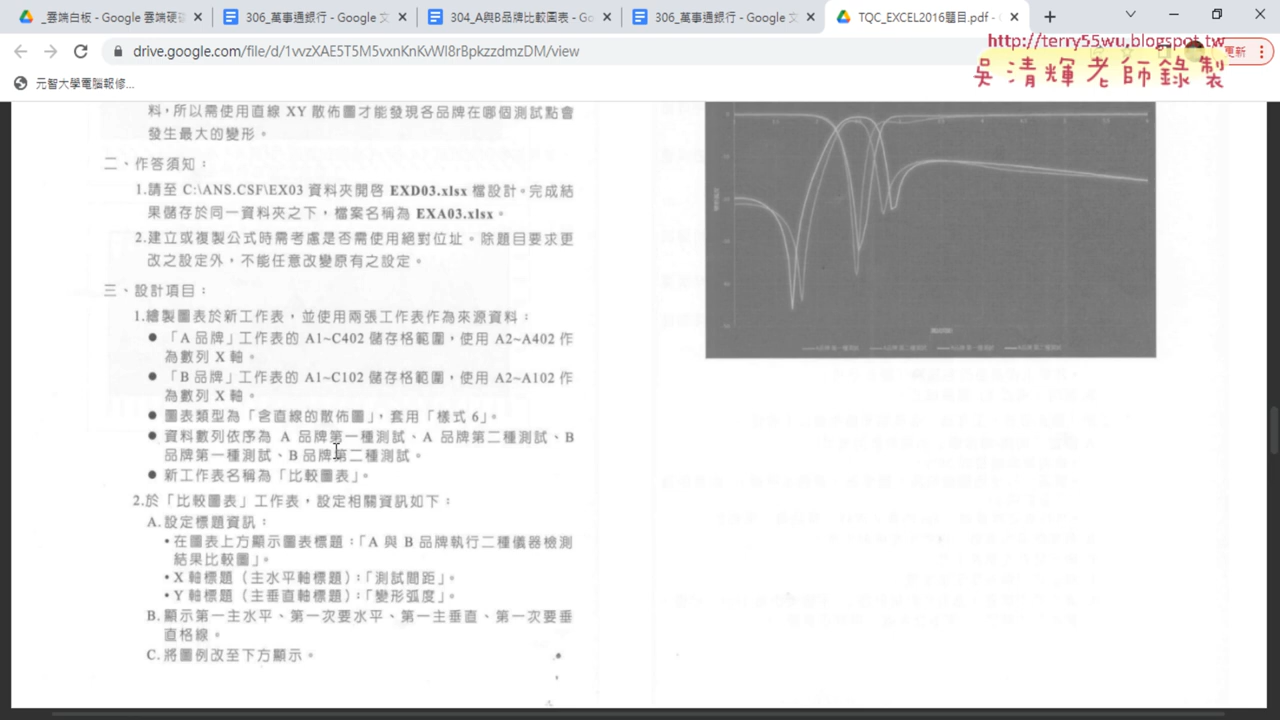 _雲端白板 - Google 雲端硬碟
306_萬事通銀行 - Google 文
304_A與B品牌比較圖表 - Go
306_萬事通銀行 - Google 文
TQC_EXCEL2016題目.pdf -
drive.google.com/file/d/1vvzXAE5T5M5vxnKnKvWl8rBpkzzdmzDM/view
更新
http://terry55wu.blogspot.tw
吳清輝老師錄製
元智大學電腦報修...
料，所以需使用直線 XY 散佈圖才能發現各品牌在哪個測試點會
發生最大的變形。
二、作答須知：
1.請至 C:\ANS.CSF\EX03 資料夾開啓 EXD03.xlsx 檔設計。完成結
果儲存於同一資料夾之下，檔案名稱為 EXA03.xlsx。
2.建立或複製公式時需考慮是否需使用絕對位址。除題目要求更
改之設定外，不能任意改變原有之設定。
三、設計項目：
1.繪製圖表於新工作表，並使用兩張工作表作為來源資料：
● 「A 品牌」工作表的 A1~C402 儲存格範圍，使用 A2~A402 作
為數列 X 軸。
● 「B 品牌」工作表的 A1~C102 儲存格範圍，使用 A2~A102 作
為數列 X 軸。
● 圖表類型為「含直線的散佈圖」，套用「樣式 6」。
● 資料數列依序為 A 品牌第一種測試、A 品牌第二種測試、B
品牌第一種測試、B 品牌第二種測試。
● 新工作表名稱為「比較圖表」。
2.於「比較圖表」工作表，設定相關資訊如下：
A.設定標題資訊：
•在圖表上方顯示圖表標題：「A 與 B 品牌執行二種儀器檢測
結果比較圖」。
•X 軸標題（主水平軸標題）：「測試間距」。
•Y 軸標題（主垂直軸標題）：「變形弧度」。
B.顯示第一主水平、第一次要水平、第一主垂直、第一次要垂
直格線。
C.將圖例改至下方顯示。